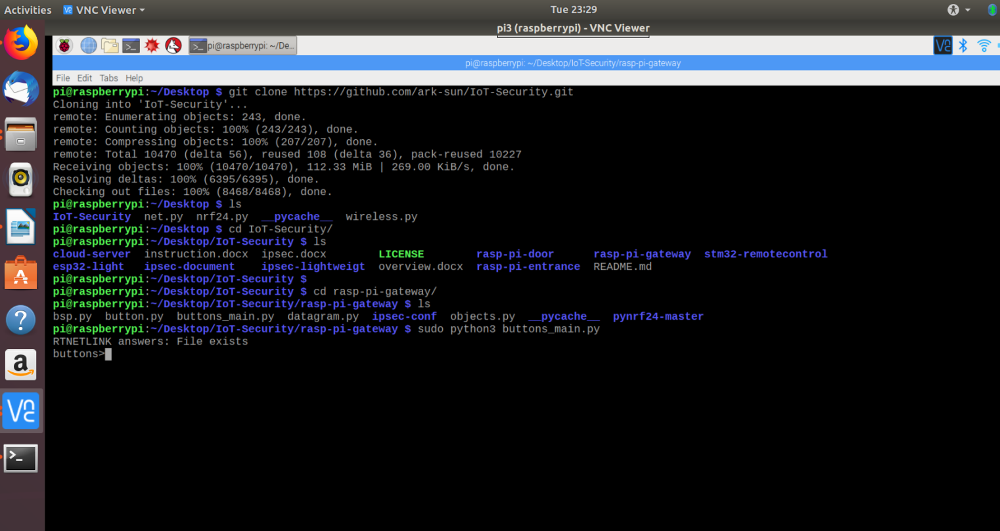 Activities VNC Viewer Tue 23:29
pi3 (raspberrypi) - VNC Viewer
pi@raspberrypi: ~/De...
pi@raspberrypi: ~/Desktop/IoT-Security/rasp-pi-gateway
File Edit Tabs Help
pi@raspberrypi:~/Desktop $ git clone https://github.com/ark-sun/IoT-Security.git
Cloning into 'IoT-Security'...
remote: Enumerating objects: 243, done.
remote: Counting objects: 100% (243/243), done.
remote: Compressing objects: 100% (207/207), done.
remote: Total 10470 (delta 56), reused 108 (delta 36), pack-reused 10227
Receiving objects: 100% (10470/10470), 112.33 MiB | 269.00 KiB/s, done.
Resolving deltas: 100% (6395/6395), done.
Checking out files: 100% (8468/8468), done.
pi@raspberrypi:~/Desktop $ ls
IoT-Security net.py nrf24.py __pycache__ wireless.py
pi@raspberrypi:~/Desktop $ cd IoT-Security/
pi@raspberrypi:~/Desktop/IoT-Security $ ls
cloud-server instruction.docx ipsec.docx LICENSE rasp-pi-door rasp-pi-gateway stm32-remotecontrol
esp32-light ipsec-document ipsec-lightweigt overview.docx rasp-pi-entrance README.md
pi@raspberrypi:~/Desktop/IoT-Security $
pi@raspberrypi:~/Desktop/IoT-Security $ cd rasp-pi-gateway/
pi@raspberrypi:~/Desktop/IoT-Security/rasp-pi-gateway $ ls
bsp.py button.py buttons_main.py datagram.py ipsec-conf objects.py __pycache__ pynrf24-master
pi@raspberrypi:~/Desktop/IoT-Security/rasp-pi-gateway $ sudo python3 buttons_main.py
RTNETLINK answers: File exists
buttons>